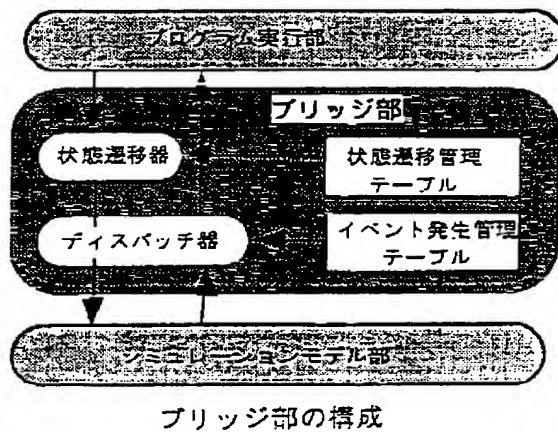 プログラム実行部
ブリッジ部
状態遷移器
状態遷移管理
テーブル
ディスパッチ器
イベント発生管理
テーブル
シミュレーションモデル部
ブリッジ部の構成